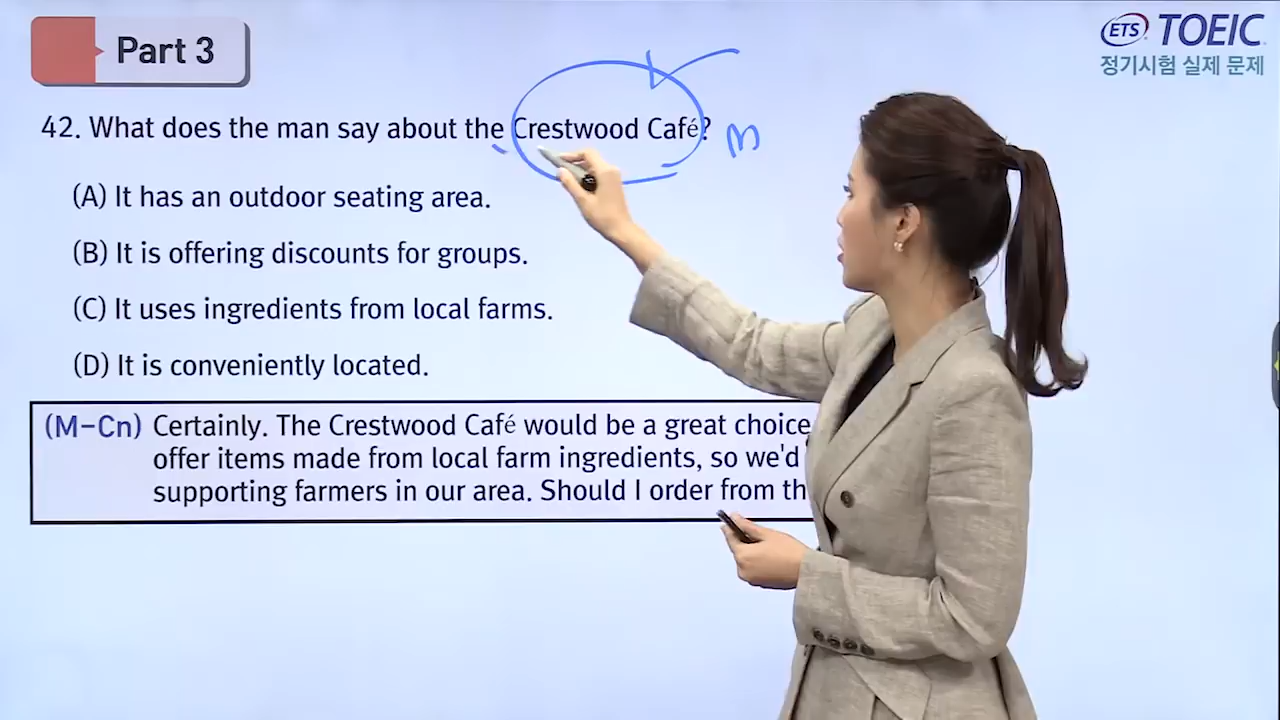 Part 3
ETS TOEIC
정기시험 실제 문제
42. What does the man say about the Crestwood Café?
M
(A) It has an outdoor seating area.
(B) It is offering discounts for groups.
(C) It uses ingredients from local farms.
(D) It is conveniently located.
(M-Cn) Certainly. The Crestwood Café would be a great choice
offer items made from local farm ingredients, so we'd
supporting farmers in our area. Should I order from